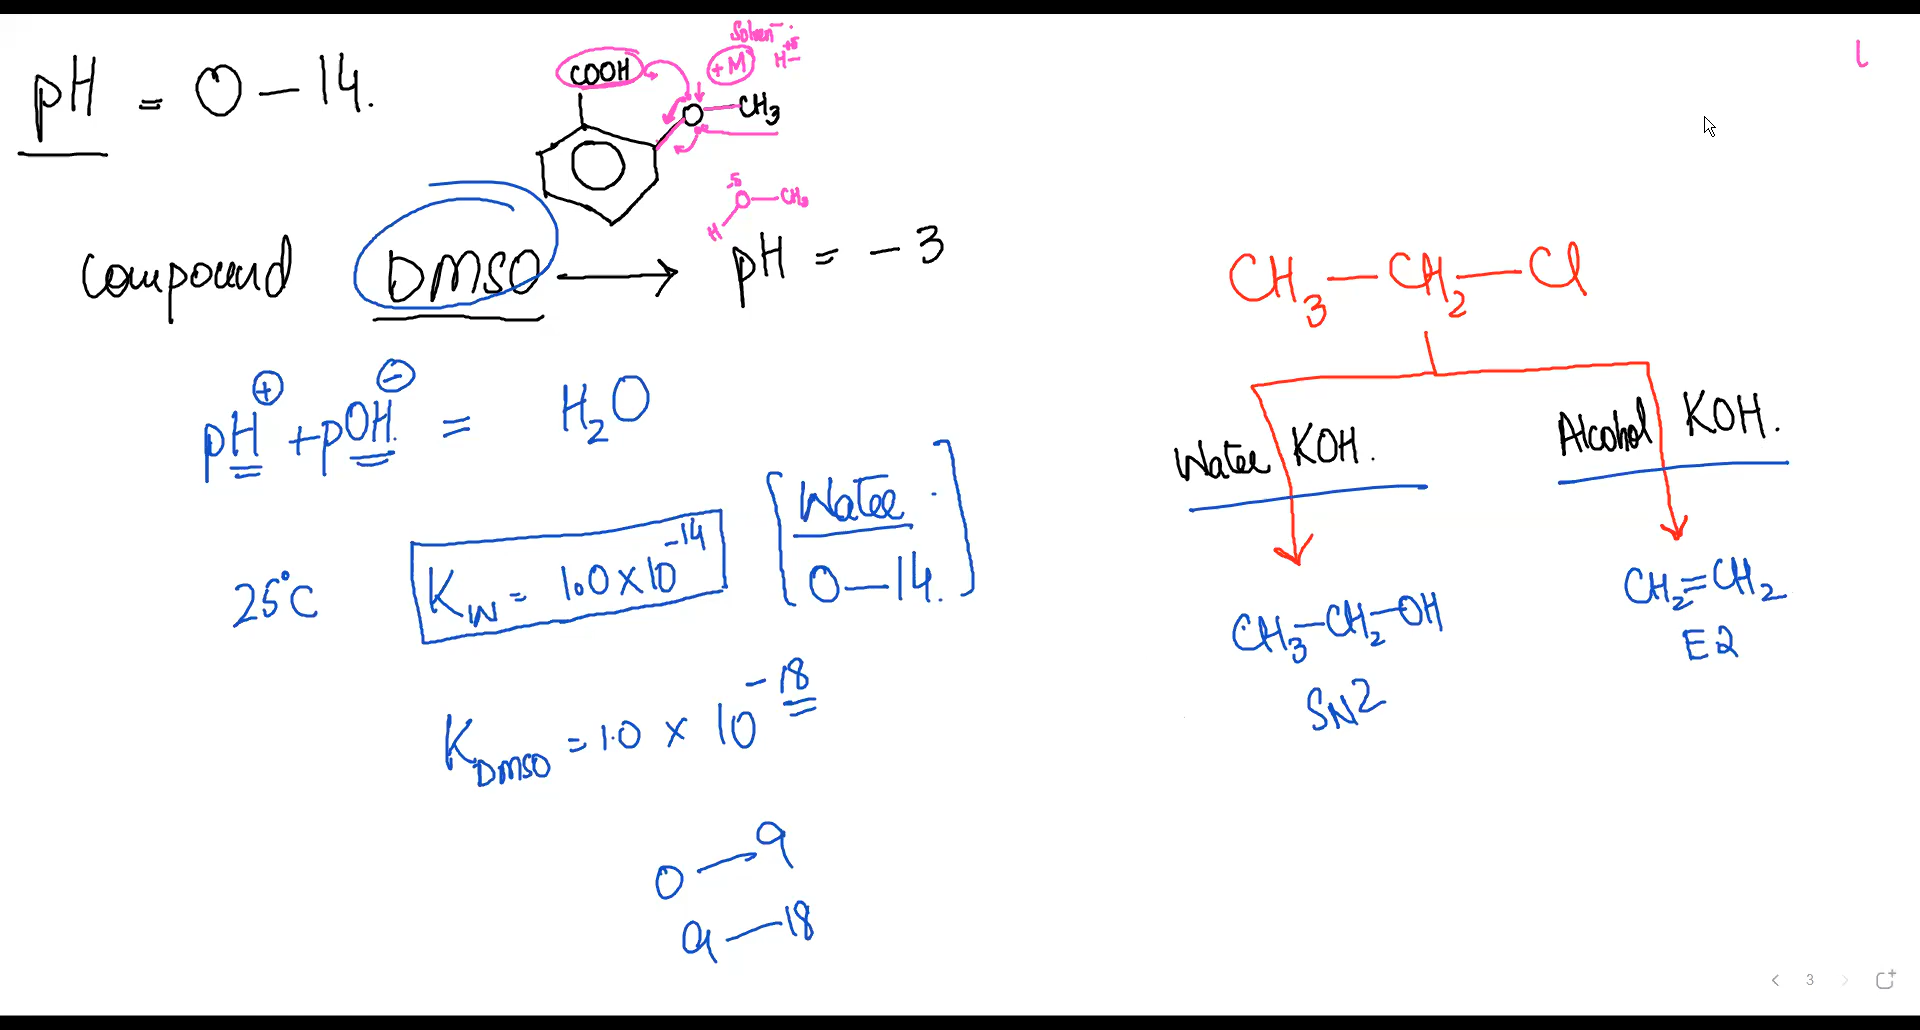 pH = 0 – 14.
COOH
+M
H
O – CH3
O – CH3
H
Compound DMSO → pH = – 3
pH⊕ + pOH⊖ = H2O
25°C
Kw = 1.0 × 10^-14
Water
0 – 14.
KDMSO = 1.0 × 10^-18
0 – 9
9 – 18
CH3 – CH2 – Cl
Water KOH.
Alcohol KOH.
CH3 – CH2 – OH
SN2
CH2 = CH2
E2
3